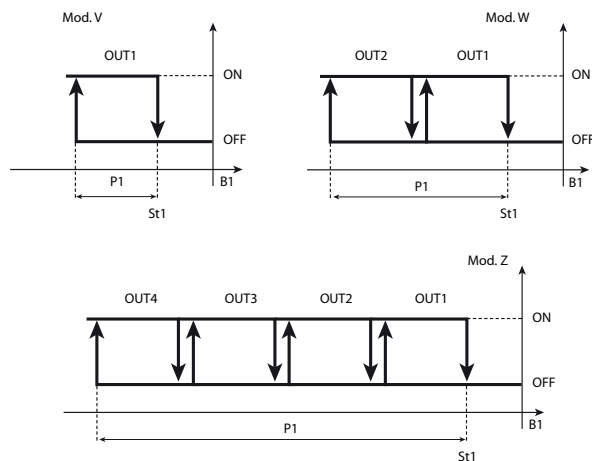 Mod. V
OUT1
ON
OFF
P1
B1
St1
Mod. W
OUT2 OUT1
ON
OFF
P1
B1
St1
Mod. Z
OUT4 OUT3 OUT2 OUT1
ON
OFF
P1
B1
St1